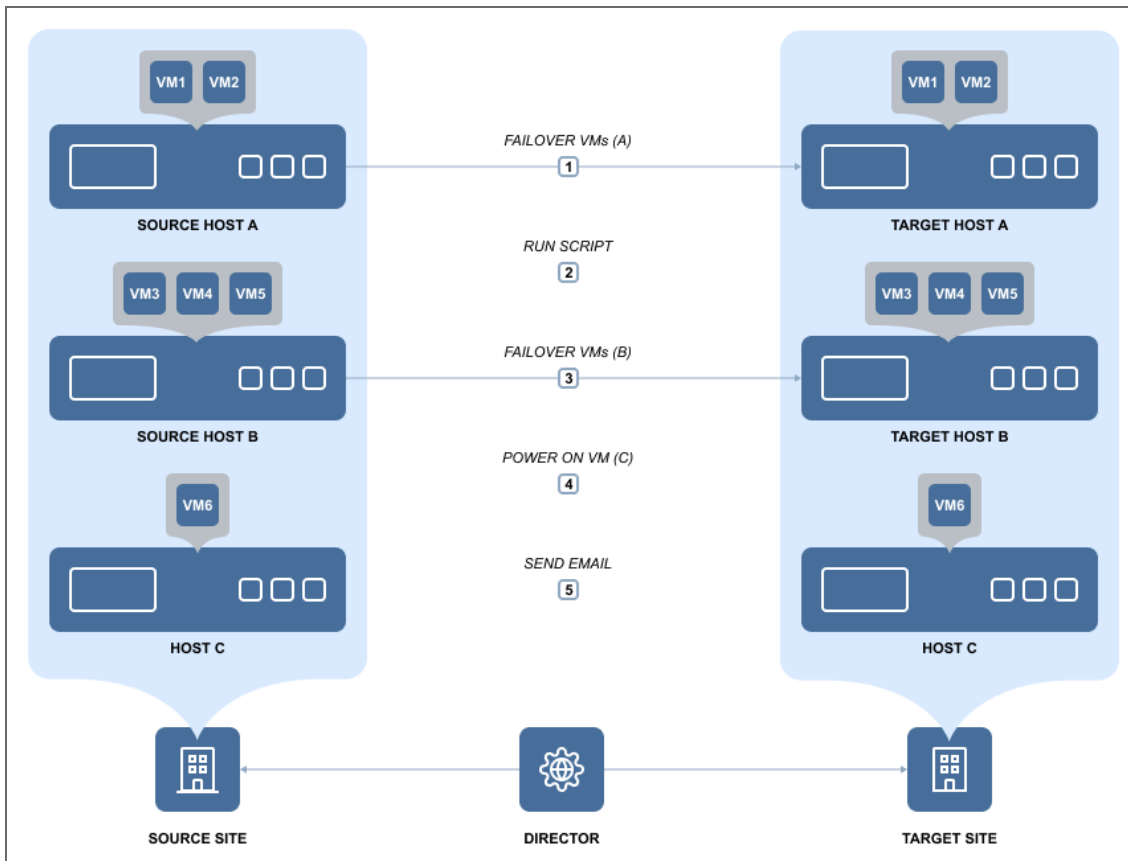 VM1 VM2
VM1 VM2
FAILOVER VMs (A)
1
SOURCE HOST A
TARGET HOST A
RUN SCRIPT
2
VM3 VM4 VM5
VM3 VM4 VM5
FAILOVER VMs (B)
3
SOURCE HOST B
TARGET HOST B
POWER ON VM (C)
4
VM6
VM6
SEND EMAIL
5
HOST C
HOST C
SOURCE SITE
DIRECTOR
TARGET SITE